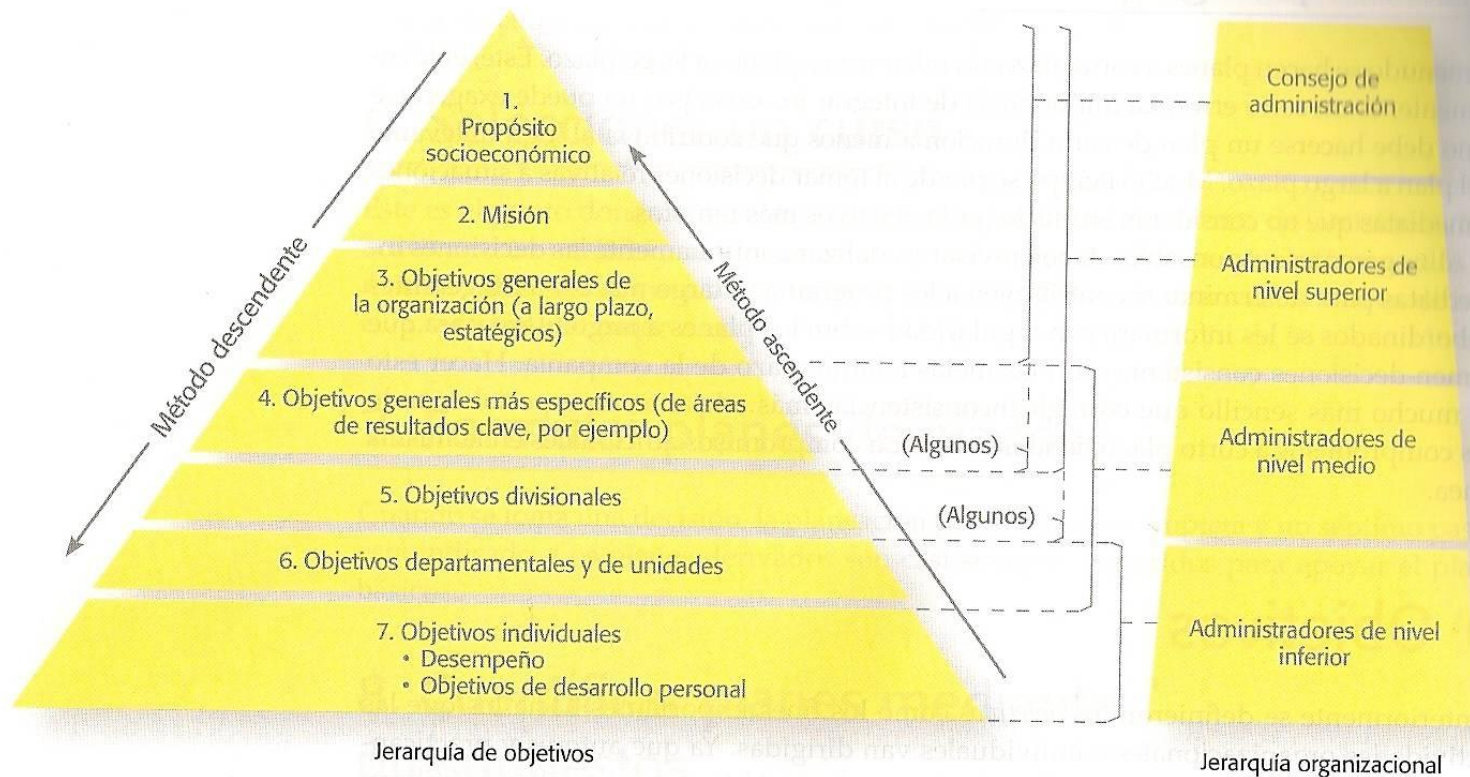 1.
Propósito
socioeconómico
2. Misión
3. Objetivos generales de
la organización (a largo plazo,
estatégicos)
4. Objetivos generales más específicos (de áreas
de resultados clave, por ejemplo)
5. Objetivos divisionales
6. Objetivos departamentales y de unidades
7. Objetivos individuales
• Desempeño
• Objetivos de desarrollo personal
Método descendente
Método ascendente
(Algunos)
(Algunos)
Jerarquía de objetivos
Consejo de
administración
Administradores de
nivel superior
Administradores de
nivel medio
Administradores de nivel
inferior
Jerarquía organizacional